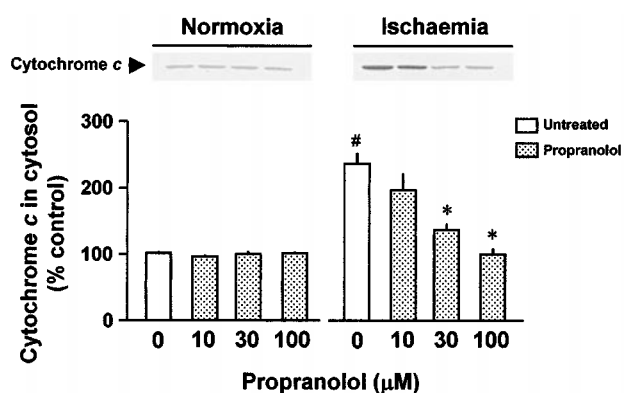 Normoxia Ischaemia
Cytochrome c
300
200
100
0
Cytochrome c in cytosol
(% control)
#
*
*
Untreated
Propranolol
0 10 30 100 0 10 30 100
Propranolol (μM)